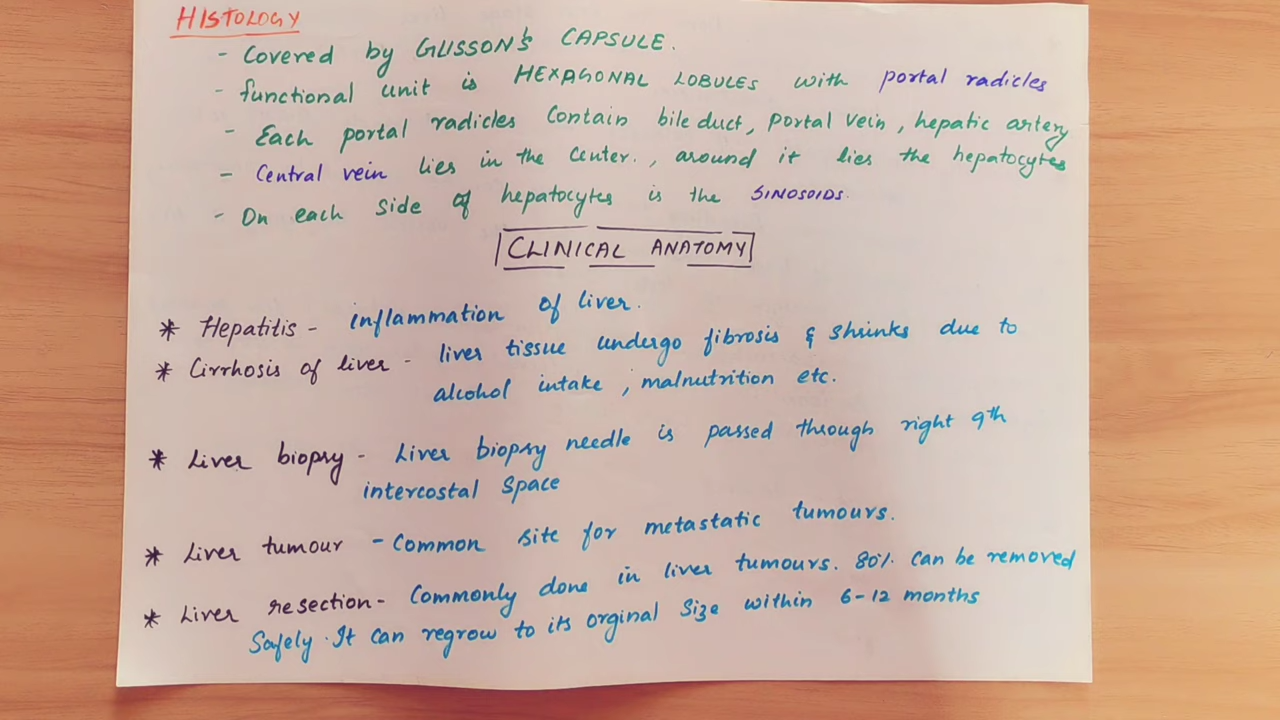 HISTOLOGY
- Covered by GLISSON's CAPSULE.
- functional unit is HEXAGONAL LOBULES with portal radicles
- Each portal radicles contain bile duct, portal vein, hepatic artery
- Central vein lies in the center., around it lies the hepatocytes
- On each side of hepatocytes is the SINOSOIDS.
CLINICAL ANATOMY
* Hepatitis - inflammation of liver.
* Cirrhosis of liver - liver tissue undergo fibrosis & shrinks due to
alcohol intake, malnutrition etc.
* Liver biopsy - Liver biopsy needle is passed through right 9th
intercostal space
* Liver tumour - Common site for metastatic tumours.
* Liver resection - Commonly done in liver tumours. 80% can be removed
Safely. It can regrow to its orginal size within 6-12 months